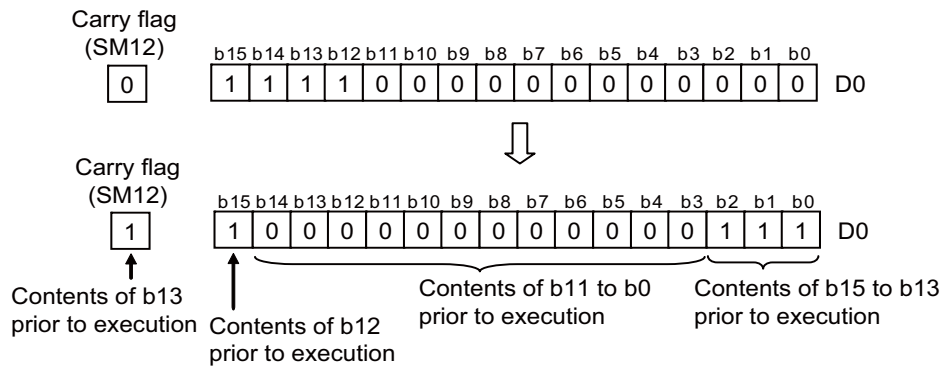 Carry flag
(SM12)
b15 b14 b13 b12 b11 b10 b9 b8 b7 b6 b5 b4 b3 b2 b1 b0
0 1 1 1 1 0 0 0 0 0 0 0 0 0 0 0 0 D0
Carry flag
(SM12)
b15 b14 b13 b12 b11 b10 b9 b8 b7 b6 b5 b4 b3 b2 b1 b0
1 1 0 0 0 0 0 0 0 0 0 0 0 0 1 1 1 D0
Contents of b13
prior to execution
Contents of b12
prior to execution
Contents of b11 to b0
prior to execution
Contents of b15 to b13
prior to execution